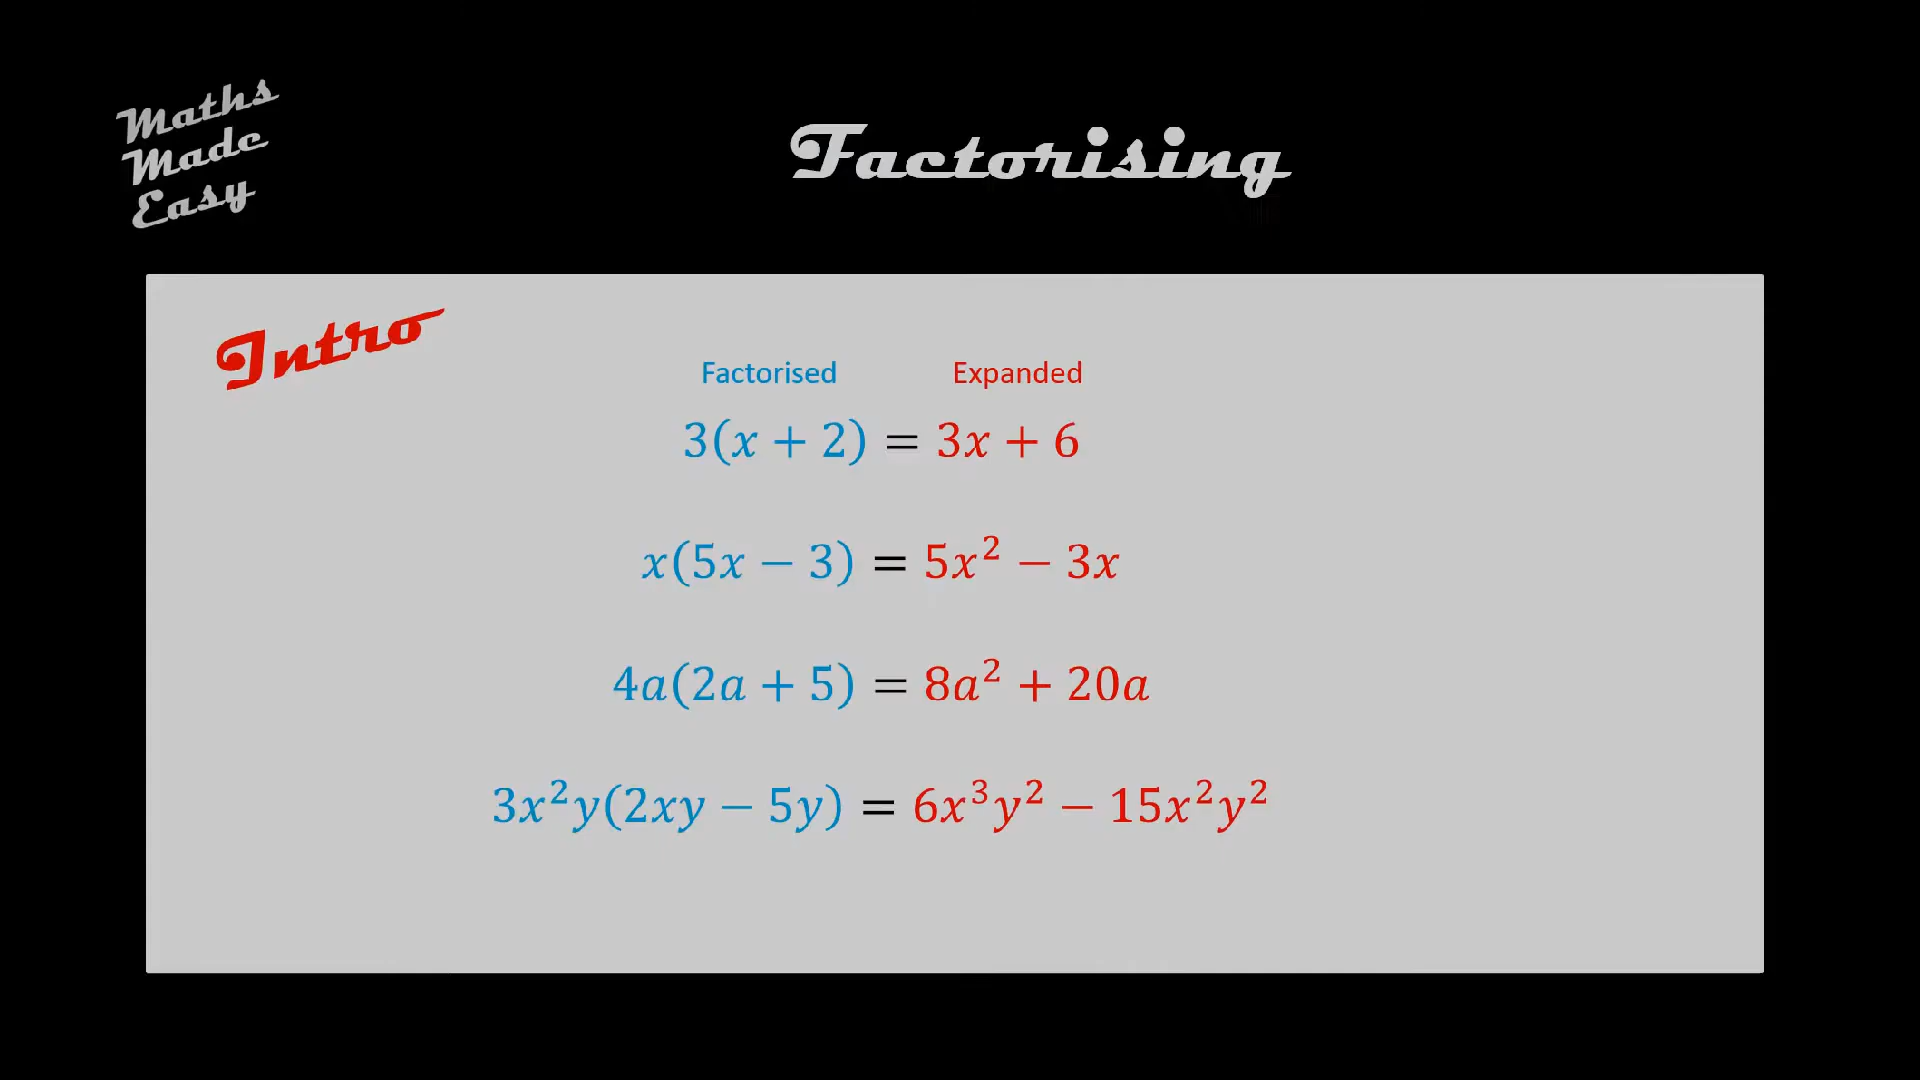 Maths
Made
Easy
Factorising
Intro
Factorised Expanded
3(x + 2) = 3x + 6
x(5x − 3) = 5x² − 3x
4a(2a + 5) = 8a² + 20a
3x²y(2xy − 5y) = 6x³y² − 15x²y²